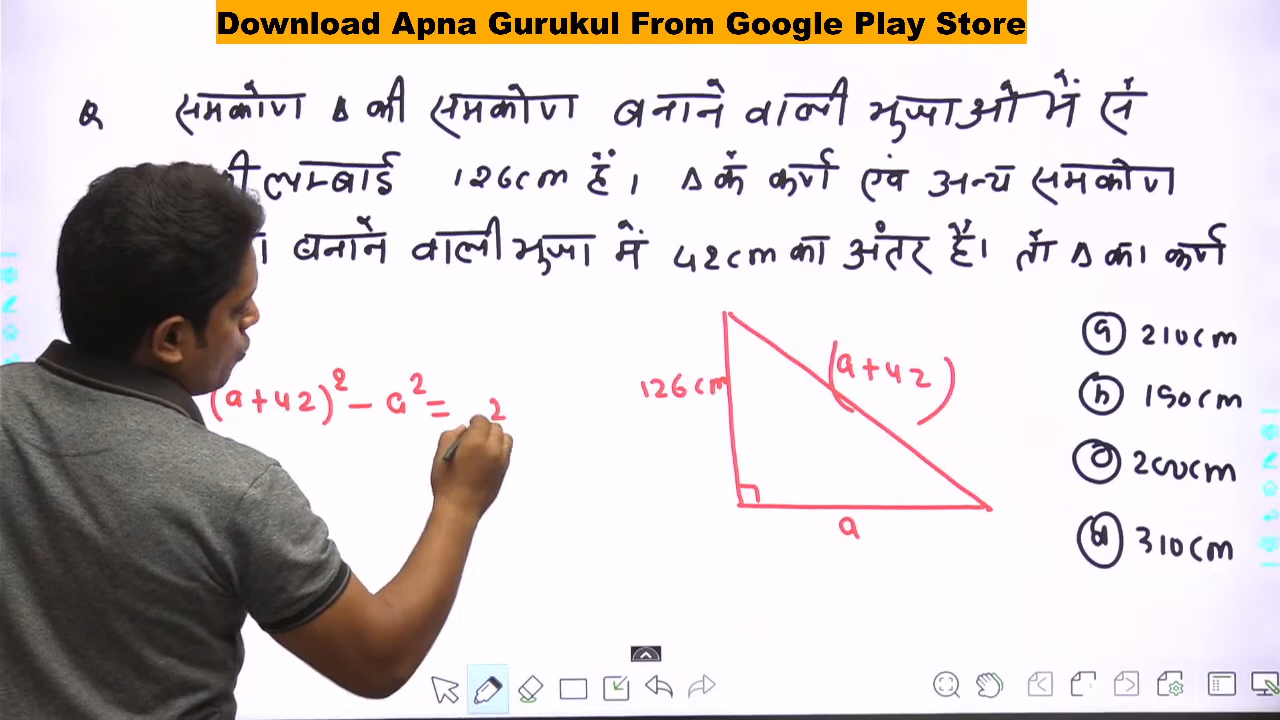 Download Apna Gurukul From Google Play Store
Q समकोण Δ की समकोण बनाने वाली भुजाओ में से
लम्बाई 126cm हैं। Δ के कर्ण एवं अन्य समकोण
बनाने वाली भुजा में 42cm का अंतर है। तो Δ का कर्ण
(a+42)² - a² = ²
126cm
(a+42)
a
(a) 210cm
(b) 190cm
(c) 200cm
(d) 310cm